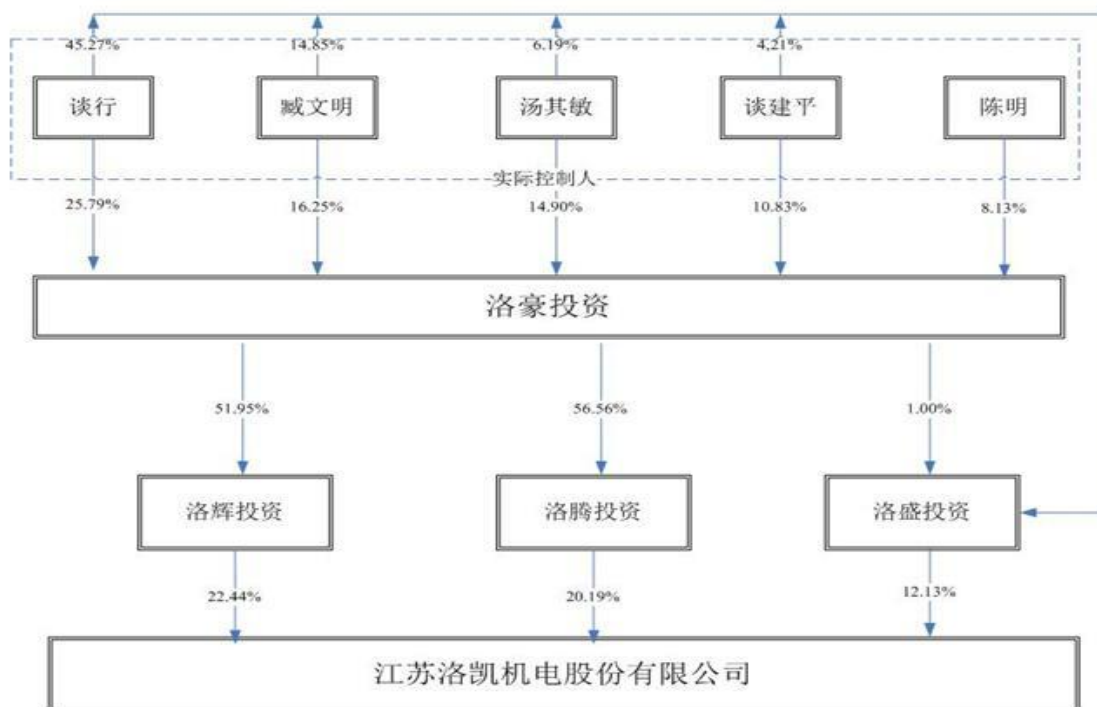 45.27% 14.85% 6.19% 4,21%
谈行 臧文明 汤其敏 谈建平 陈明
实际控制人
25.79% 16.25% 14.90% 10.83% 8.13%
洛豪投资
51.95% 56.56% 1.00%
洛辉投资 洛腾投资 洛盛投资
22.44% 20.19% 12.13%
江苏洛凯机电股份有限公司